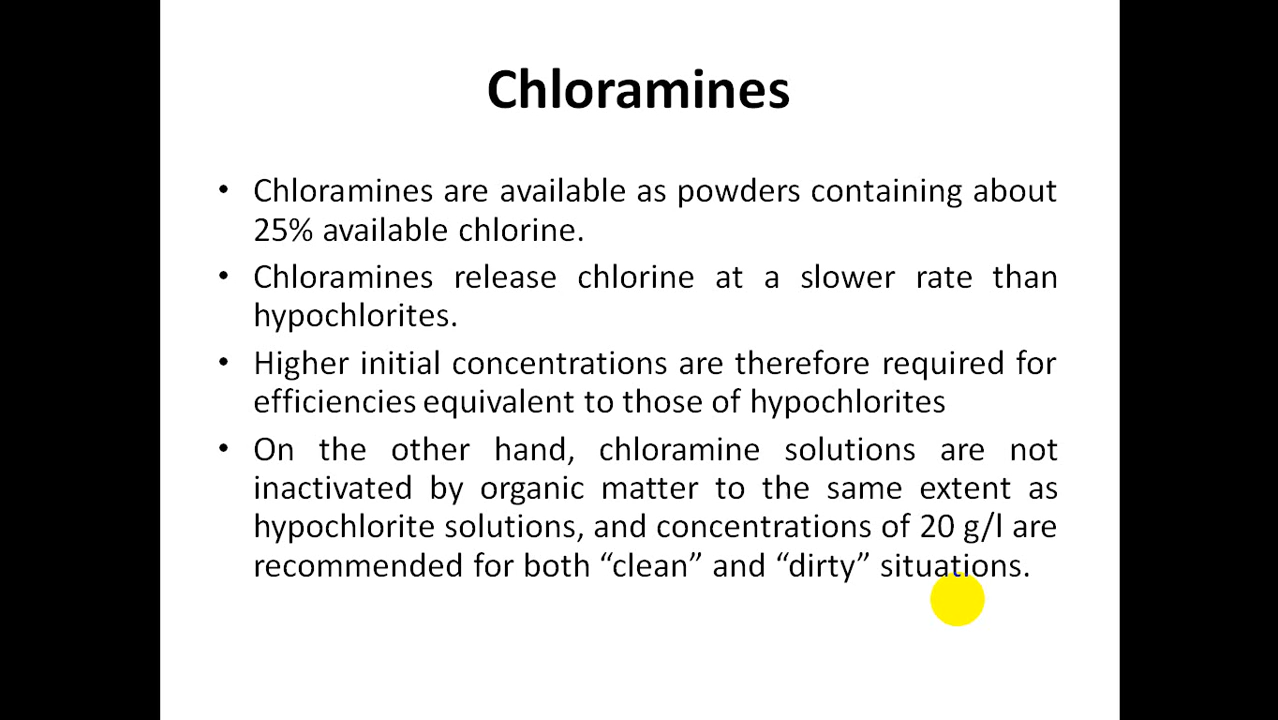 Chloramines
• Chloramines are available as powders containing about
25% available chlorine.
• Chloramines release chlorine at a slower rate than
hypochlorites.
• Higher initial concentrations are therefore required for
efficiencies equivalent to those of hypochlorites
• On the other hand, chloramine solutions are not
inactivated by organic matter to the same extent as
hypochlorite solutions, and concentrations of 20 g/l are
recommended for both “clean” and “dirty” situations.